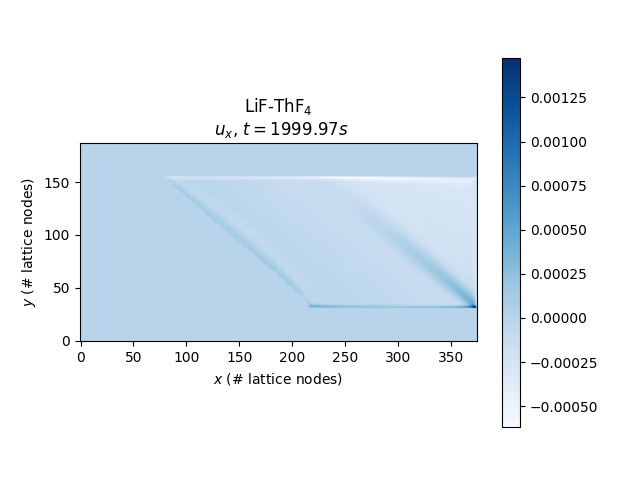 LiF-ThF₄
uₓ, t = 1999.97s
y (# lattice nodes)
150
100
50
0
0 50 100 150 200 250 300 350
x (# lattice nodes)
0.00125
0.00100
0.00075
0.00050
0.00025
0.00000
−0.00025
−0.00050